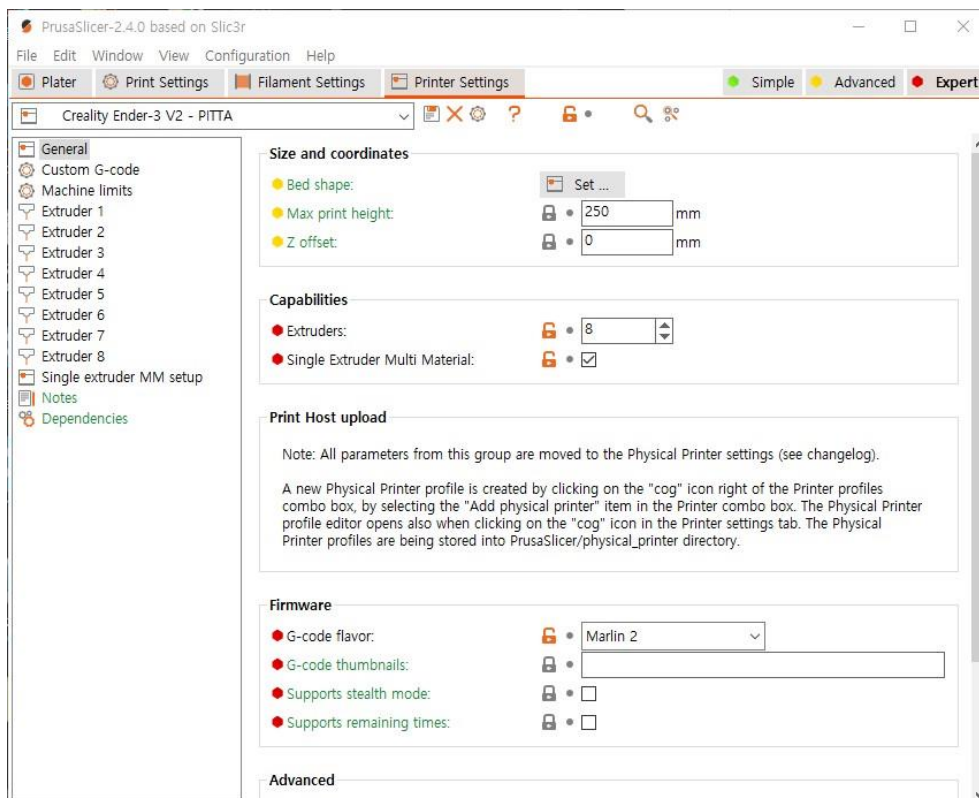 PrusaSlicer-2.4.0 based on Slic3r
File Edit Window View Configuration Help
Plater Print Settings Filament Settings Printer Settings Simple Advanced Expert
Creality Ender-3 V2 - PITTA ?
General
Custom G-code
Machine limits
Extruder 1
Extruder 2
Extruder 3
Extruder 4
Extruder 5
Extruder 6
Extruder 7
Extruder 8
Single extruder MM setup
Notes
Dependencies
Size and coordinates
Bed shape: Set ...
Max print height: 250 mm
Z offset: 0 mm
Capabilities
Extruders: 8
Single Extruder Multi Material:
Print Host upload
Note: All parameters from this group are moved to the Physical Printer settings (see changelog).
A new Physical Printer profile is created by clicking on the "cog" icon right of the Printer profiles
combo box, by selecting the "Add physical printer" item in the Printer combo box. The Physical Printer
profile editor opens also when clicking on the "cog" icon in the Printer settings tab. The Physical
Printer profiles are being stored into PrusaSlicer/physical_printer directory.
Firmware
G-code flavor: Marlin 2
G-code thumbnails:
Supports stealth mode:
Supports remaining times:
Advanced